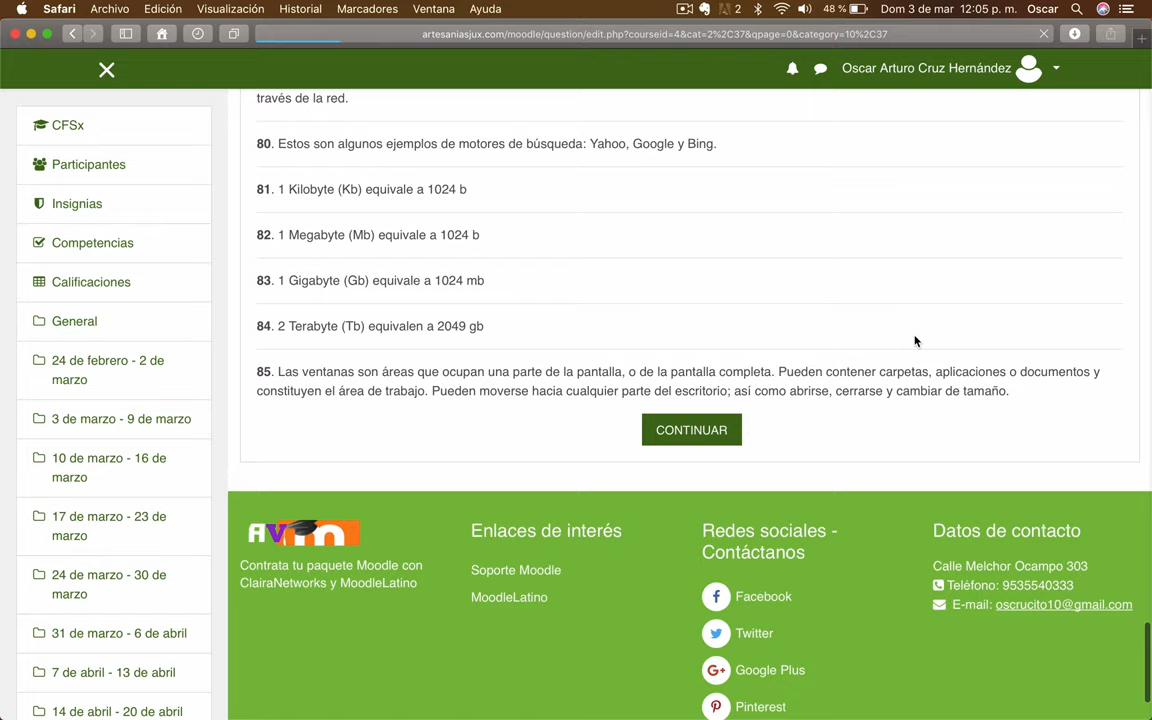 Safari Archivo Edición Visualización Historial Marcadores Ventana Ayuda 2 48 % Dom 3 de mar 12:05 p. m. Oscar
artesaniasjux.com/moodle/question/edit.php?courseid=4&cat=2%2C37&qpage=0&category=10%2C37
Oscar Arturo Cruz Hernández
CFSx
Participantes
Insignias
Competencias
Calificaciones
General
24 de febrero - 2 de
marzo
3 de marzo - 9 de marzo
10 de marzo - 16 de
marzo
17 de marzo - 23 de
marzo
24 de marzo - 30 de
marzo
31 de marzo - 6 de abril
7 de abril - 13 de abril
14 de abril - 20 de abril
través de la red.
80. Estos son algunos ejemplos de motores de búsqueda: Yahoo, Google y Bing.
81. 1 Kilobyte (Kb) equivale a 1024 b
82. 1 Megabyte (Mb) equivale a 1024 b
83. 1 Gigabyte (Gb) equivale a 1024 mb
84. 2 Terabyte (Tb) equivalen a 2049 gb
85. Las ventanas son áreas que ocupan una parte de la pantalla, o de la pantalla completa. Pueden contener carpetas, aplicaciones o documentos y
constituyen el área de trabajo. Pueden moverse hacia cualquier parte del escritorio; así como abrirse, cerrarse y cambiar de tamaño.
CONTINUAR
AVIm
Contrata tu paquete Moodle con
ClairaNetworks y MoodleLatino
Enlaces de interés
Soporte Moodle
MoodleLatino
Redes sociales -
Contáctanos
Facebook
Twitter
Google Plus
Pinterest
Datos de contacto
Calle Melchor Ocampo 303
Teléfono: 9535540333
E-mail: oscrucito10@gmail.com